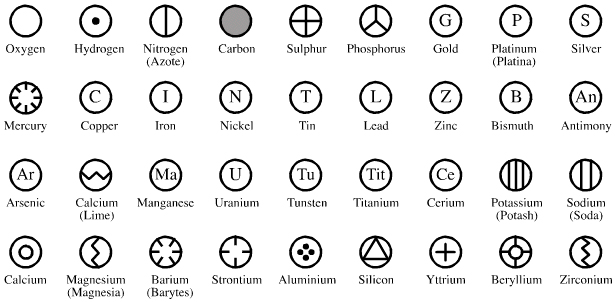 G P S
Oxygen Hydrogen Nitrogen Carbon Sulphur Phosphorus Gold Platinum Silver
(Azote) (Platina)
C I N T L Z B An
Mercury Copper Iron Nickel Tin Lead Zinc Bismuth Antimony
Ar Ma U Tu Tit Ce
Arsenic Calcium Manganese Uranium Tunsten Titanium Cerium Potassium Sodium
(Lime) (Potash) (Soda)
Calcium Magnesium Barium Strontium Aluminium Silicon Yttrium Beryllium Zirconium
(Magnesia) (Barytes)